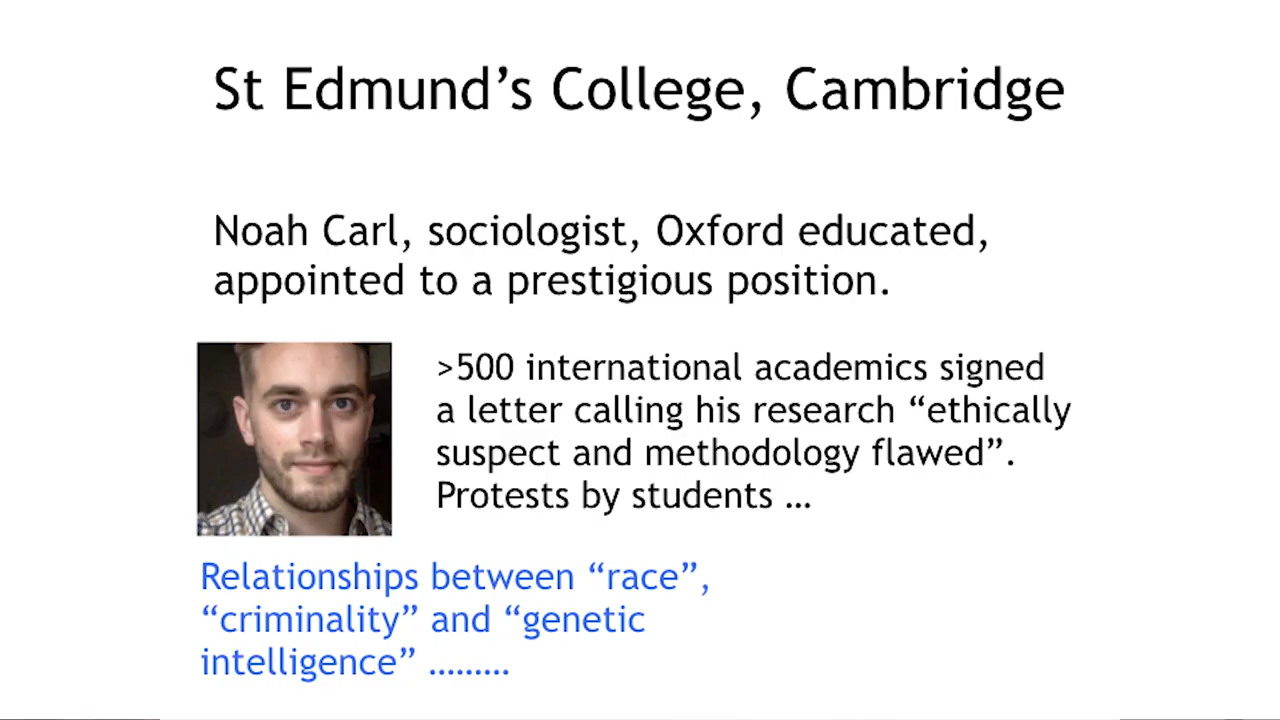 St Edmund’s College, Cambridge
Noah Carl, sociologist, Oxford educated,
appointed to a prestigious position.
>500 international academics signed
a letter calling his research “ethically
suspect and methodology flawed”.
Protests by students …
Relationships between “race”,
“criminality” and “genetic
intelligence” ………